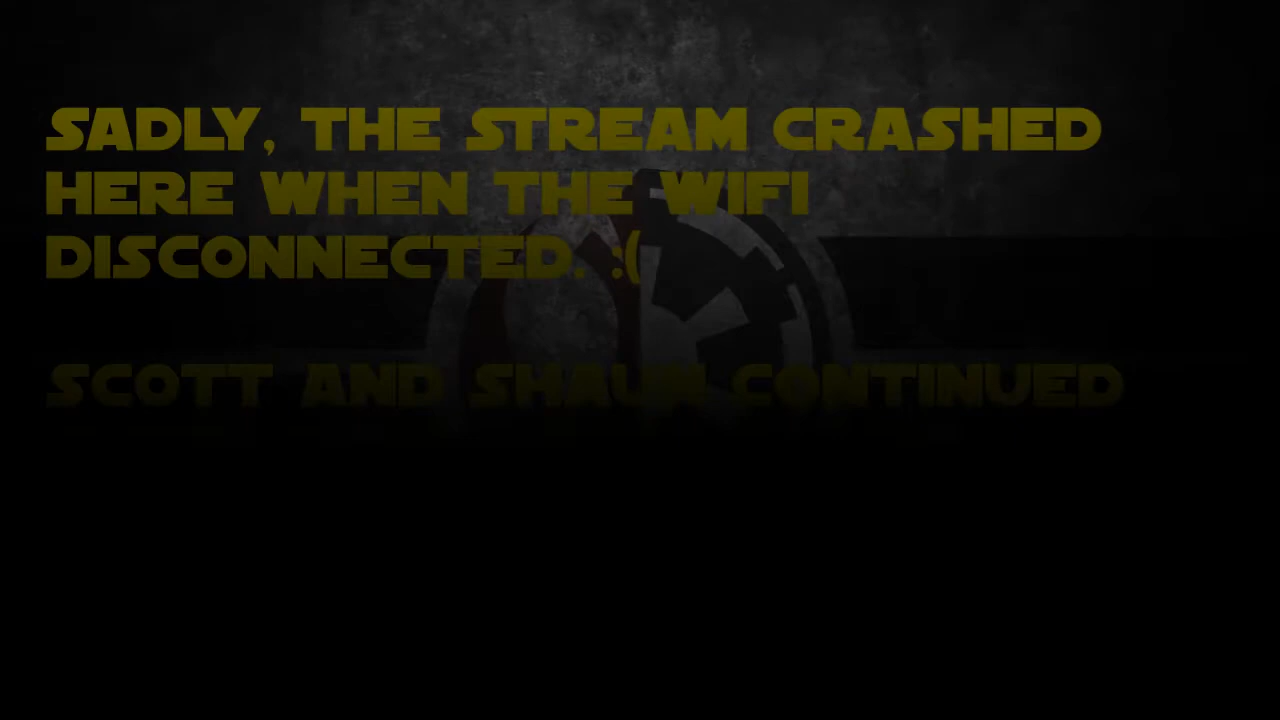 SADLY, THE STREAM CRASHED
HERE WHEN THE WIFI
DISCONNECTED. :(
SCOTT AND SHAUN CONTINUED